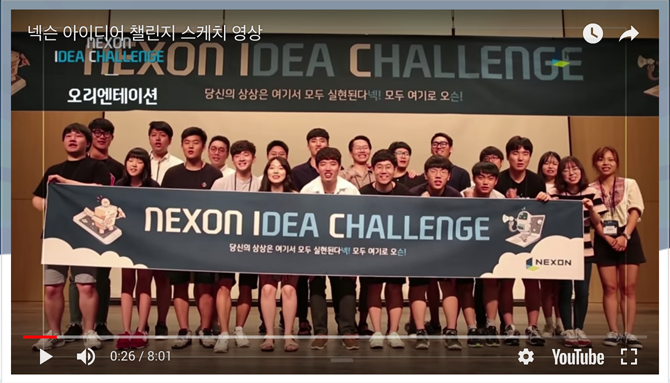 넥슨 아이디어 챌린지 스케치 영상
NEXON IDEA CHALLENGE
NEXON
IDEA CHALLENGE
오리엔테이션
당신의 상상은 여기서 모두 실현된다넥! 모두 여기로 오슨!
NEXON IDEA CHALLENGE
당신의 상상은 여기서 모두 실현된다넥! 모두 여기로 오슨!
NEXON
0:26 / 8:01
YouTube